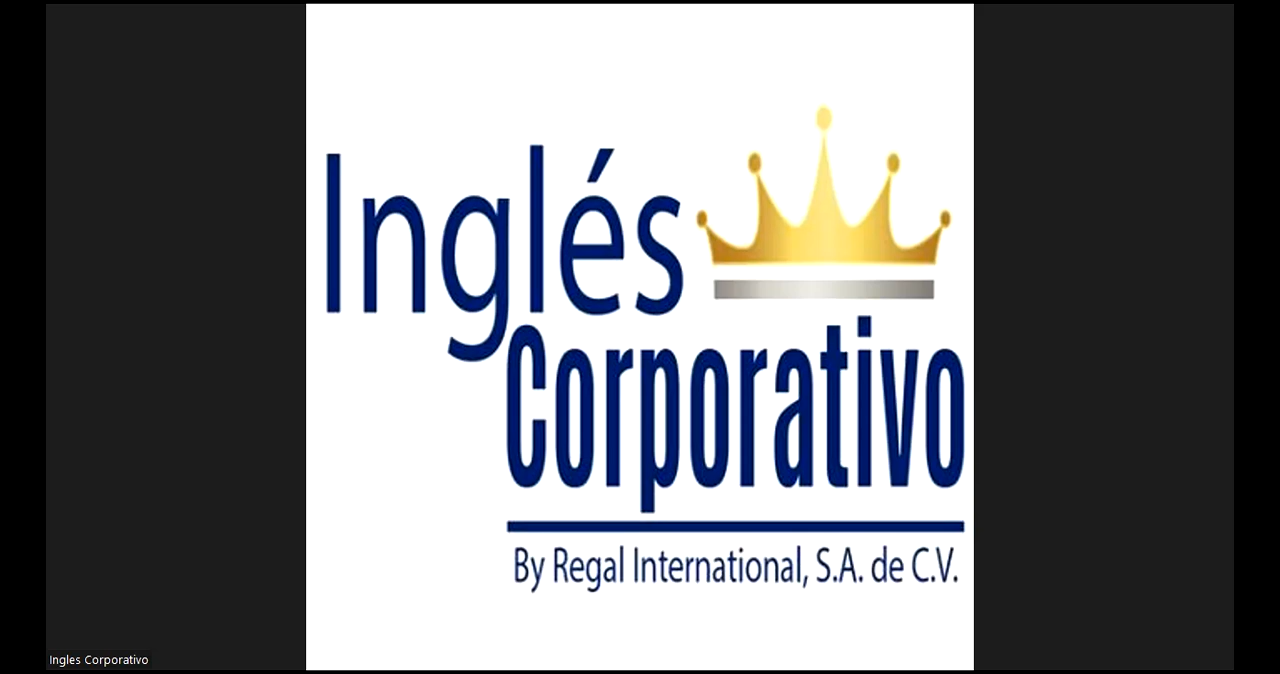 Inglés
Corporativo
By Regal International, S.A. de C.V.
Ingles Corporativo